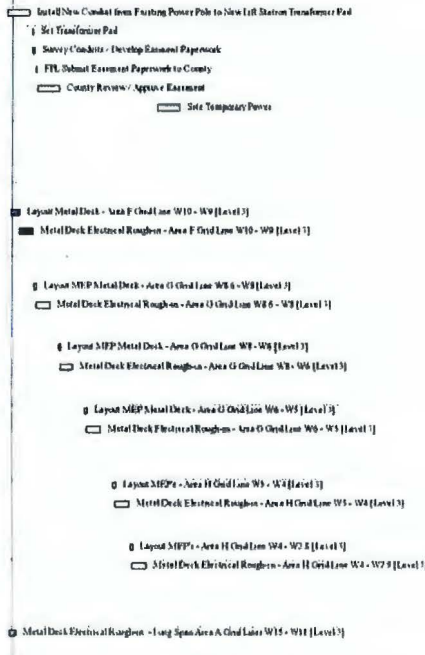 Install New Conduit from Existing Power Pole to New Lift Station Transformer Pad
Set Transformer Pad
Survey Conduits - Develop Easment Paperwork
FPL Submit Easement Paperwork to County
County Review / Approve Easement
Site Temporary Power
Layout Metal Deck - Area F Grid Line W10 - W9 [Level 3]
Metal Deck Electrical Rough-in - Area F Grid Line W10 - W9 [Level 3]
Layout MEP Metal Deck - Area G Grid Line W8 6 - W8 [Level 3]
Metal Deck Electrical Rough-in - Area G Grid Line W8 6 - W8 [Level 3]
Layout MEP Metal Deck - Area G Grid Line W8 - W6 [Level 3]
Metal Deck Electrical Rough-in - Area G Grid Line W8 - W6 [Level 3]
Layout MEP Metal Deck - Area G Grid Line W6 - W5 [Level 3]
Metal Deck Electrical Rough-in - Area G Grid Line W6 - W5 [Level 3]
Layout MEP's - Area H Grid Line W5 - W4 [Level 3]
Metal Deck Electrical Rough-in - Area H Grid Line W5 - W4 [Level 3]
Layout MEP's - Area H Grid Line W4 - W2 8 [Level 3]
Metal Deck Electrical Rough-in - Area H Grid Line W4 - [Level
Metal Deck Electrical Rough-in - Long Span Area A Grid Lines W15 - W11 [Level 3]